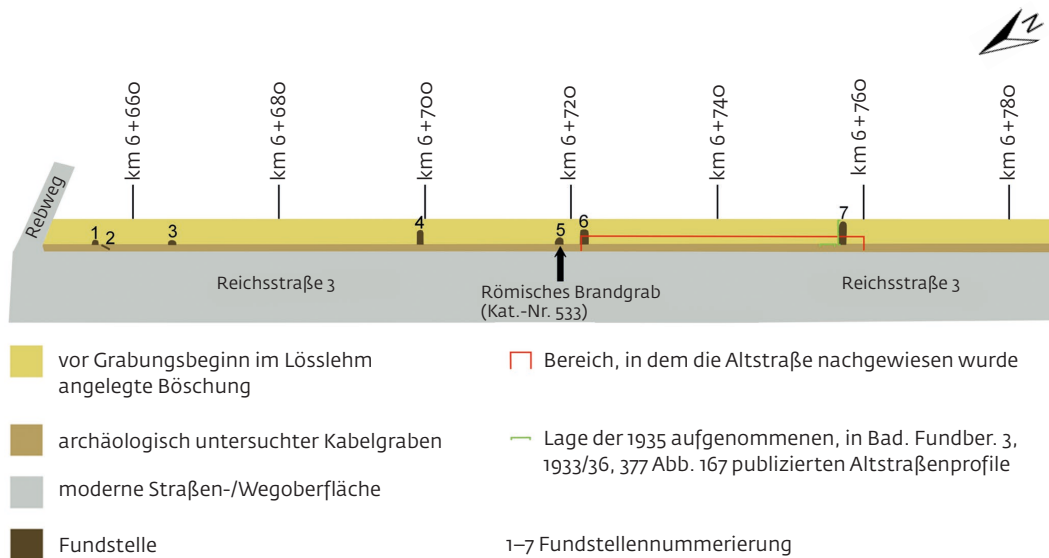 N
km 6+660
km 6+680
km 6+700
km 6+720
km 6+740
km 6+760
km 6+780
Rebweg
1
2
3
4
5
6
7
Reichsstraße 3
Römisches Brandgrab
(Kat.-Nr. 533)
Reichsstraße 3
vor Grabungsbeginn im Lösslehm
angelegte Böschung
archäologisch untersuchter Kabelgraben
moderne Straßen-/Wegoberfläche
Fundstelle
Bereich, in dem die Altstraße nachgewiesen wurde
Lage der 1935 aufgenommenen, in Bad. Fundber. 3,
1933/36, 377 Abb. 167 publizierten Altstraßenprofile
1–7 Fundstellennummerierung